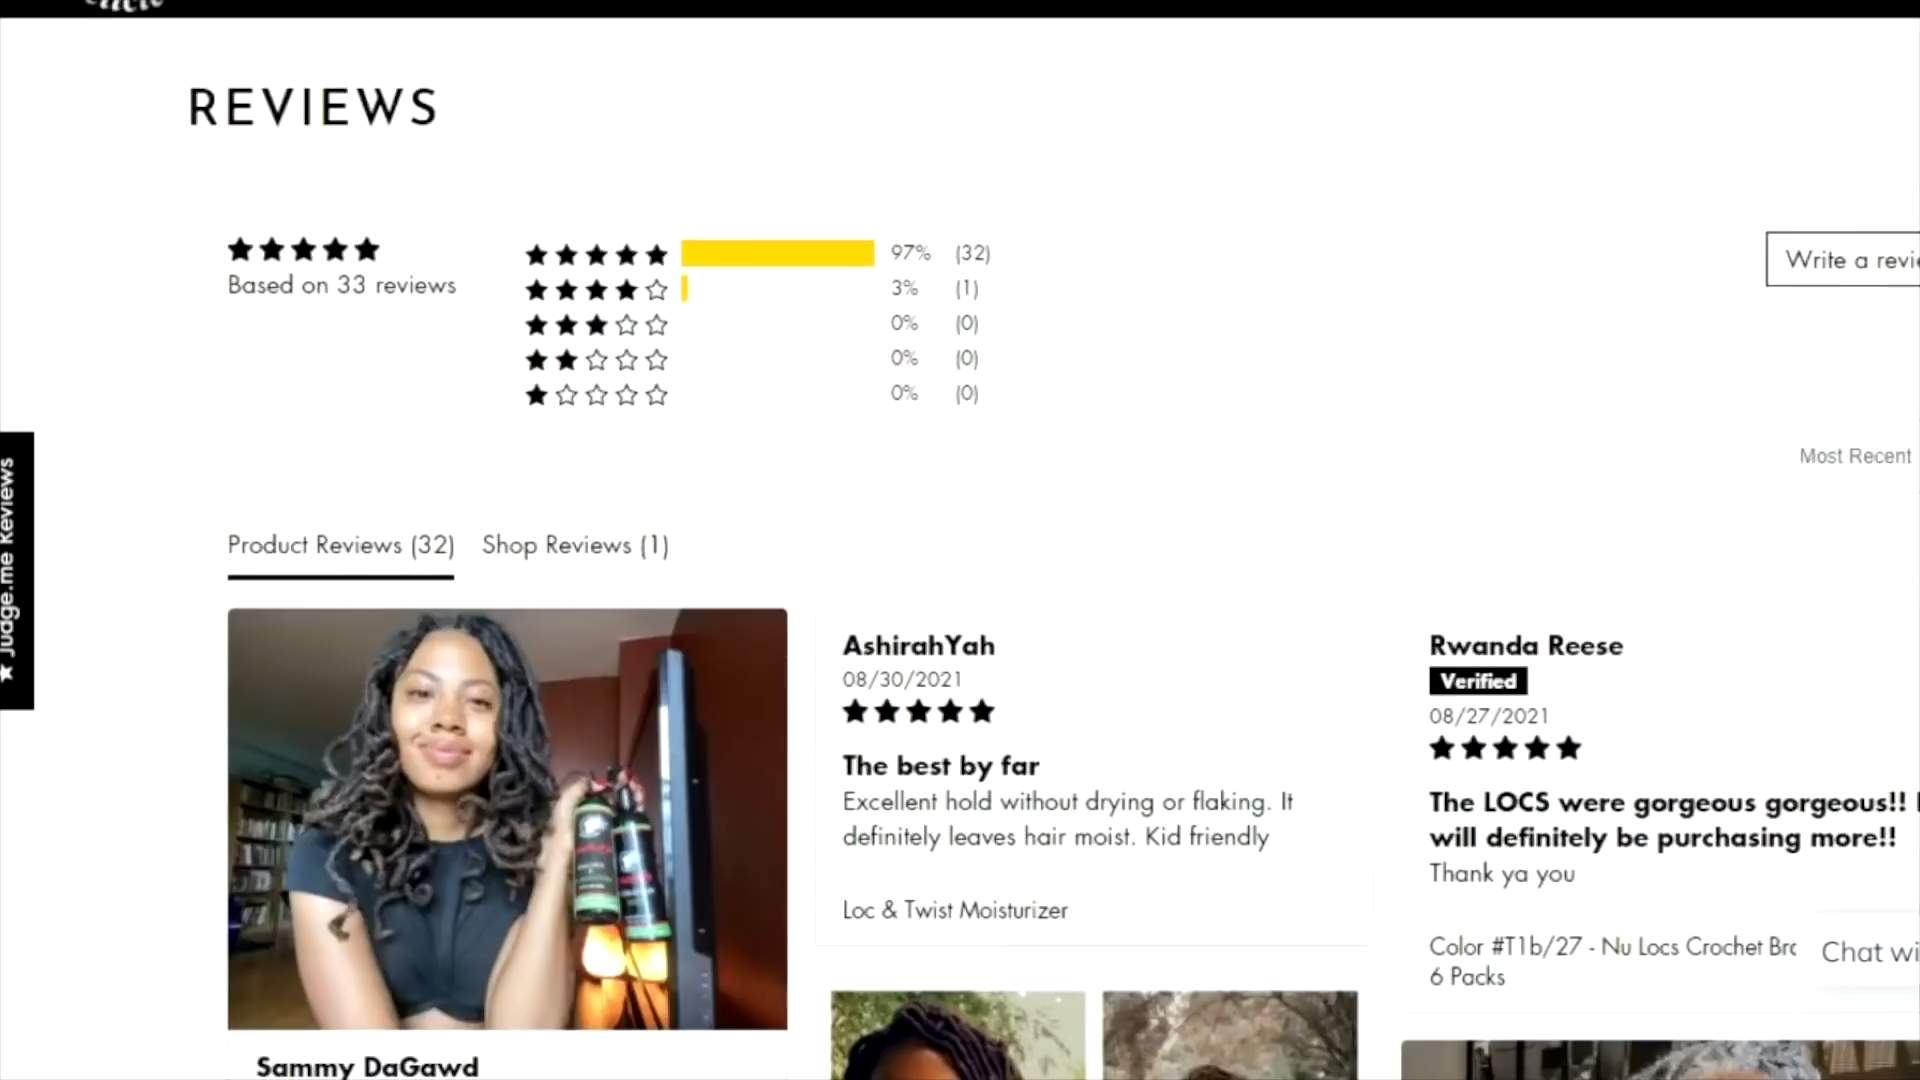 REVIEWS
Based on 33 reviews
97% (32)
3% (1)
0% (0)
0% (0)
0% (0)
Write a revie
Most Recent
★ Judge.me Reviews
Product Reviews (32) Shop Reviews (1)
AshirahYah
08/30/2021
The best by far
Excellent hold without drying or flaking. It
definitely leaves hair moist. Kid friendly
Loc & Twist Moisturizer
Rwanda Reese
Verified
08/27/2021
The LOCS were gorgeous gorgeous!!
will definitely be purchasing more!!
Thank ya you
Color #T1b/27 - Nu Locs Crochet Bro
6 Packs
Chat wi
Sammy DaGawd